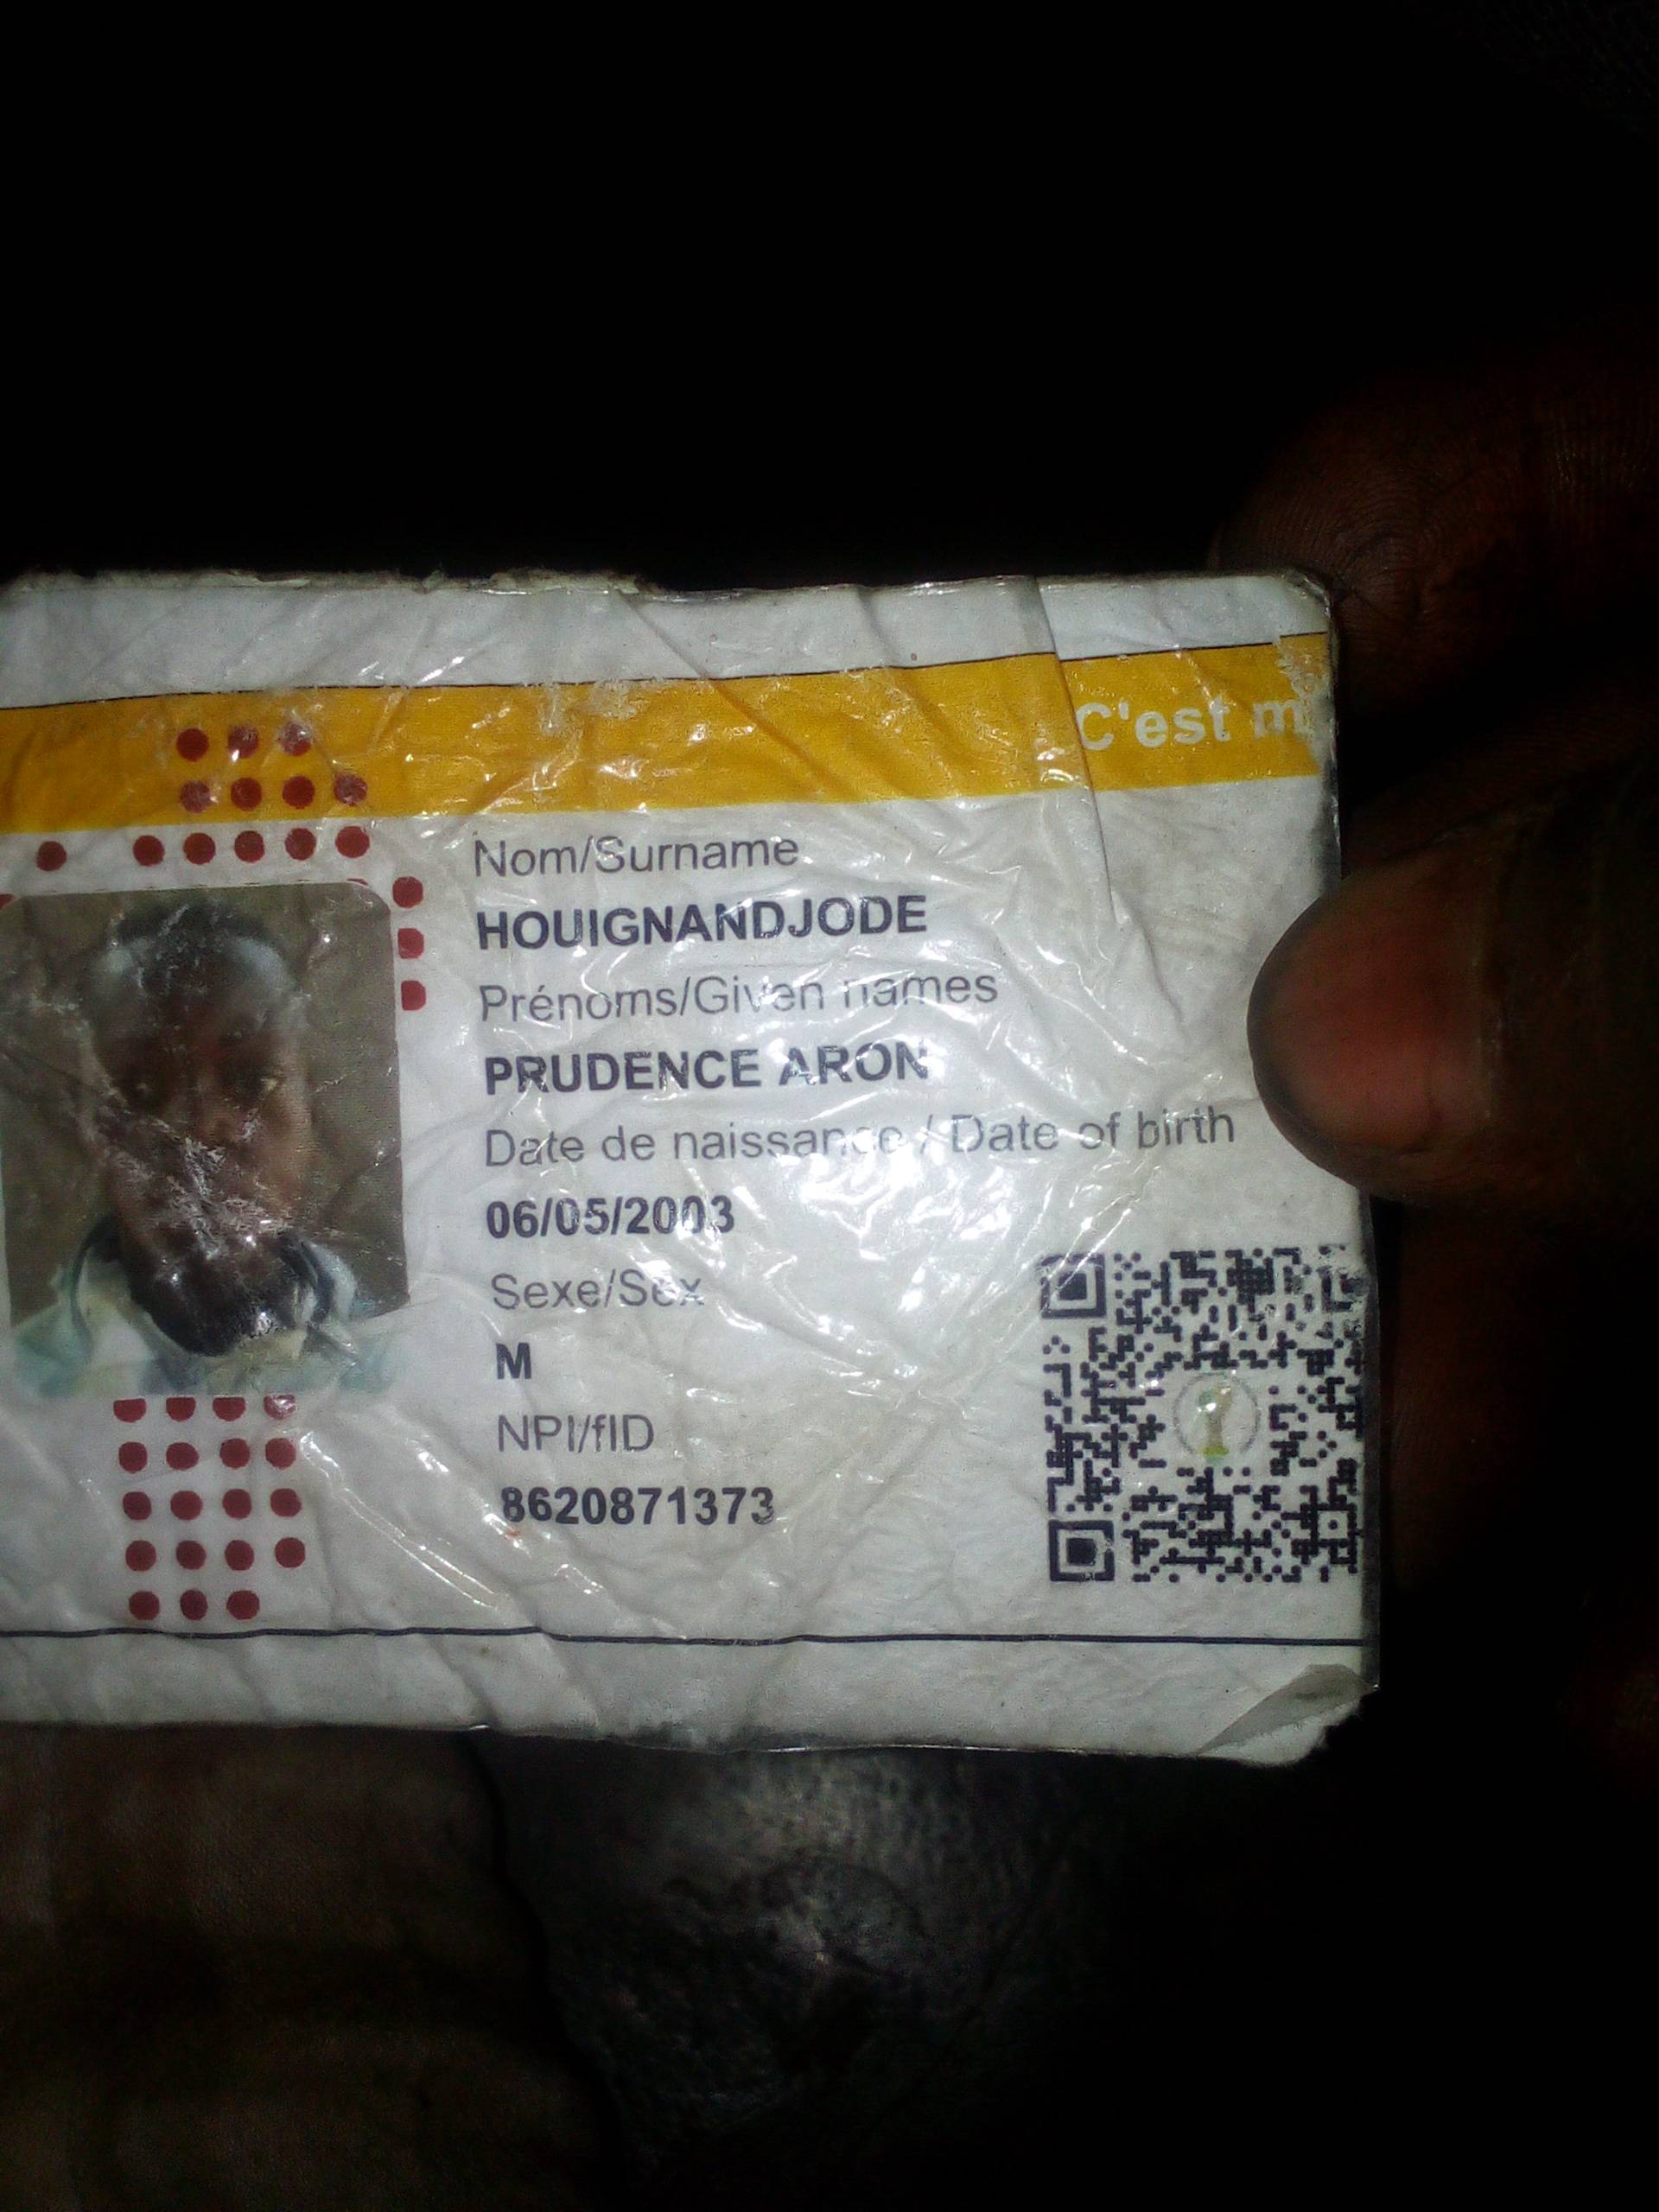 C'est m
Nom/Surname
HOUIGNANDJODE
Prénoms/Given names
PRUDENCE ARON
Date de naissance / Date of birth
06/05/2003
Sexe/Sex
M
NPI/fID
8620871373